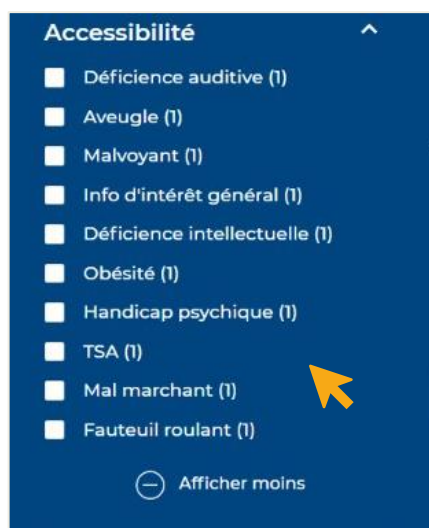 Accessibilité
Déficience auditive (1)
Aveugle (1)
Malvoyant (1)
Info d'intérêt général (1)
Déficience intellectuelle (1)
Obésité (1)
Handicap psychique (1)
TSA (1)
Mal marchant (1)
Fauteuil roulant (1)
Afficher moins